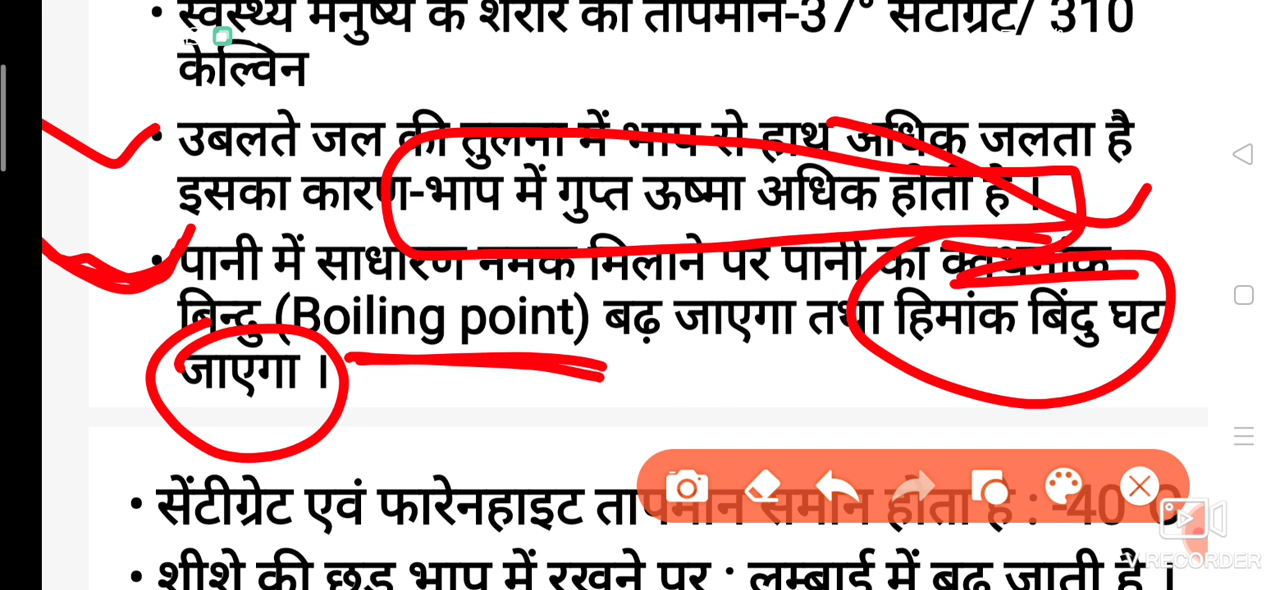 • स्वस्थ्य मनुष्य के शरीर का तापमान-37° सेंटीग्रेट/ 310
केल्विन
• उबलते जल की तुलना में भाप से हाथ अधिक जलता है
इसका कारण-भाप में गुप्त ऊष्मा अधिक होती है ।
• पानी में साधारण नमक मिलाने पर पानी का क्वथनांक
बिन्दु (Boiling point) बढ़ जाएगा तथा हिमांक बिंदु घट
जाएगा ।
• सेंटीग्रेट एवं फारेनहाइट तापमान समान होता है : -40°C
• शीशे की छड़ भाप में रखने पर : लम्बाई में बढ़ जाती है ।
V RECORDER